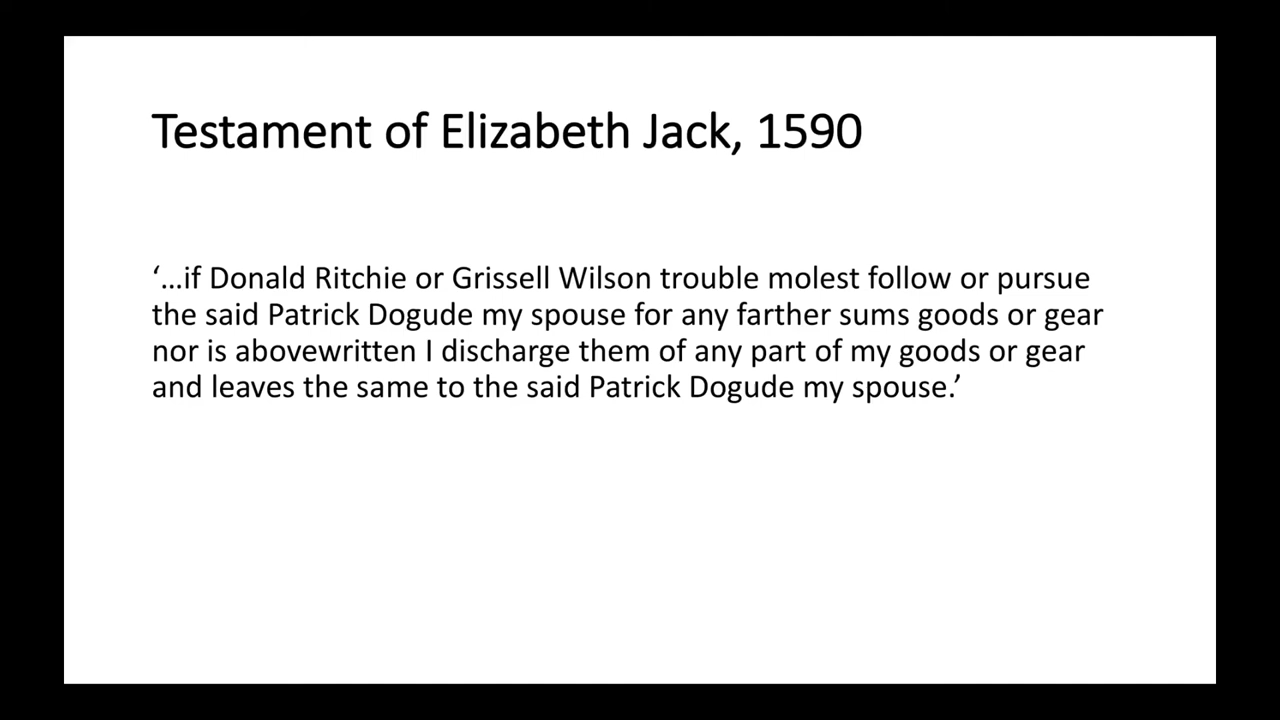 Testament of Elizabeth Jack, 1590
‘…if Donald Ritchie or Grissell Wilson trouble molest follow or pursue
the said Patrick Dogude my spouse for any farther sums goods or gear
nor is abovewritten I discharge them of any part of my goods or gear
and leaves the same to the said Patrick Dogude my spouse.’